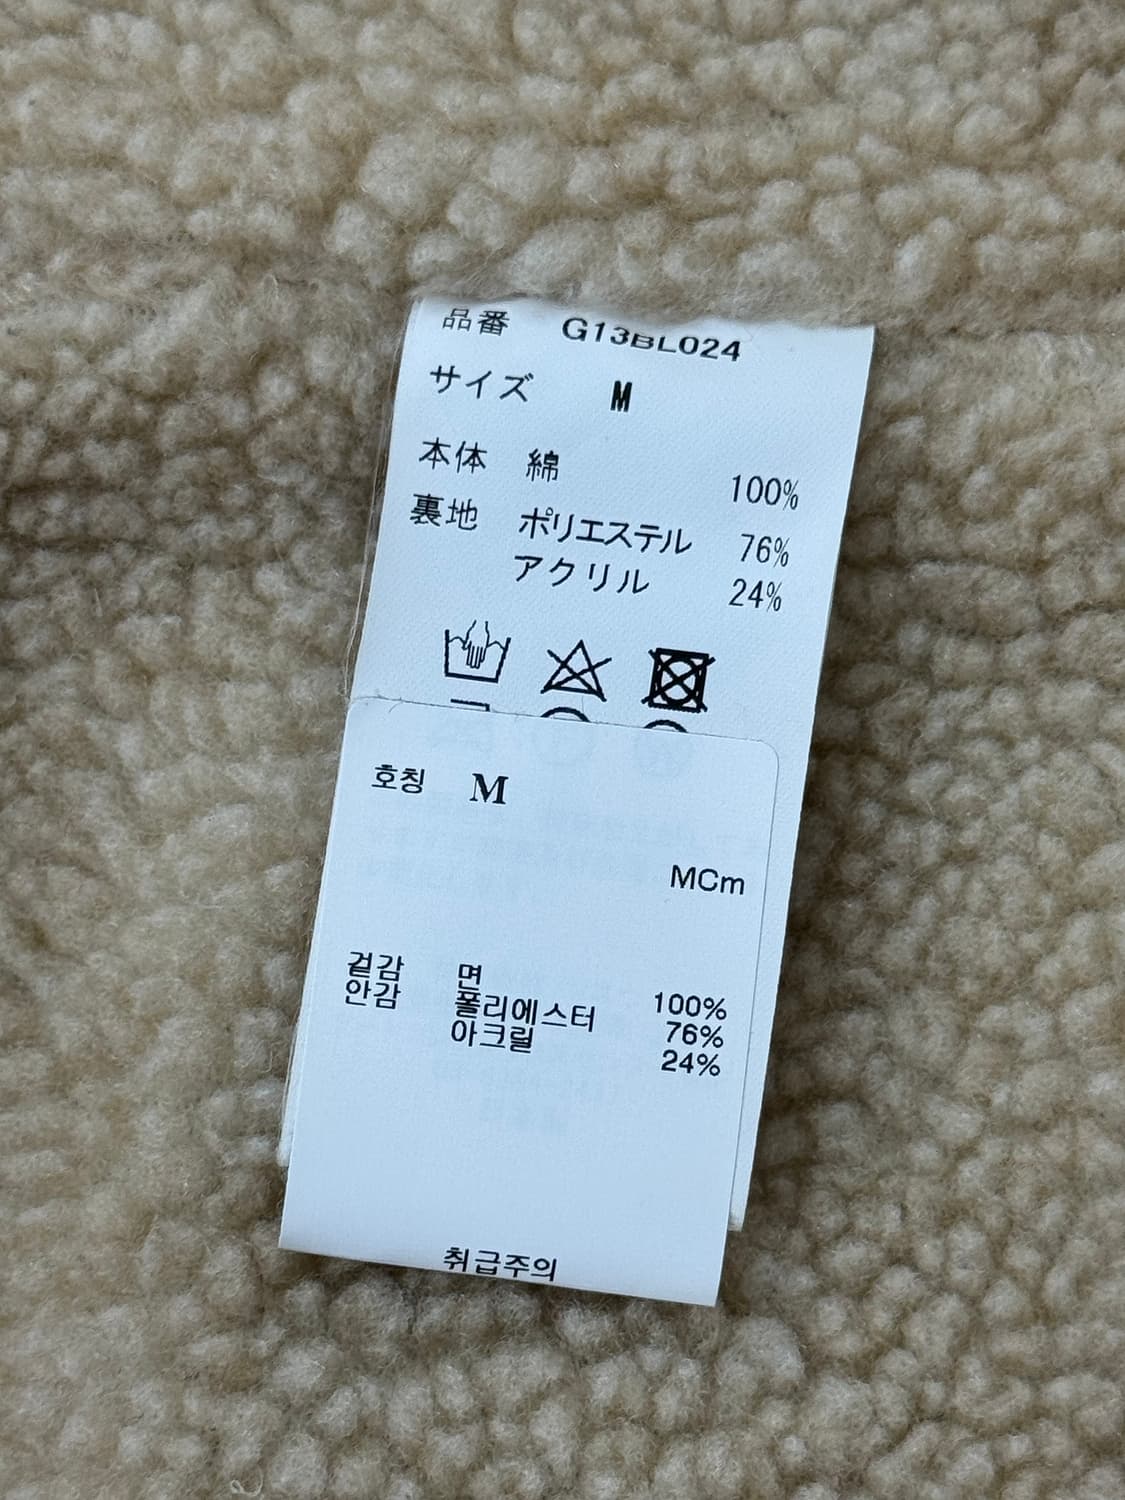 品番 G13BL024
サイズ M
本体 綿 100%
裏地 ポリエステル 76%
アクリル 24%
호칭 M
MCm
겉감 면 100%
안감 폴리에스터 76%
아크릴 24%
취급주의